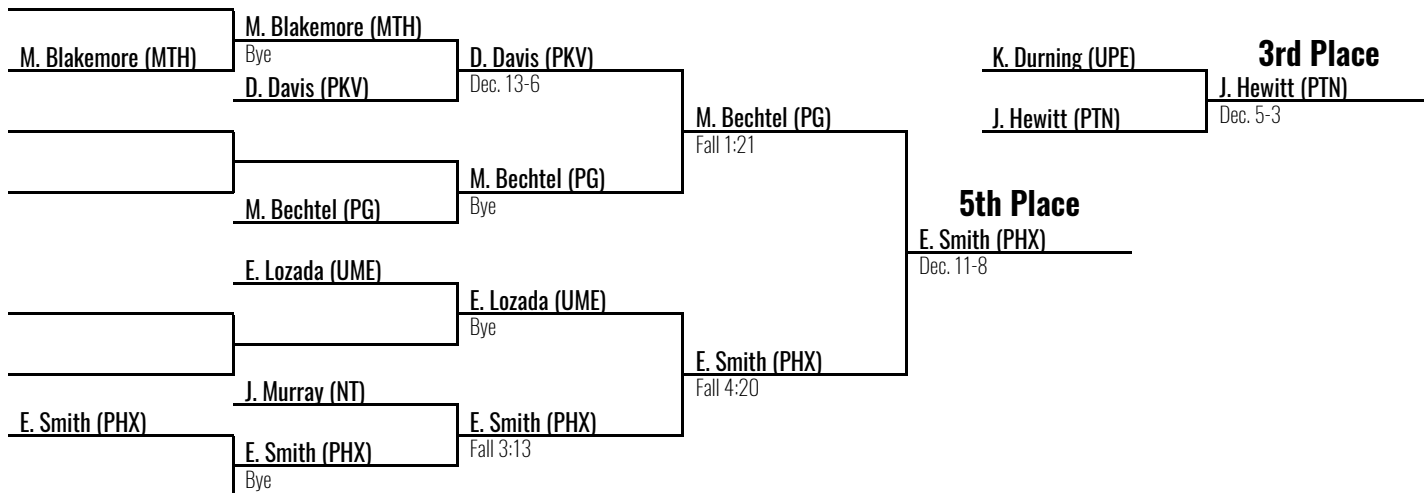 M. Blakemore (MTH)
M. Blakemore (MTH)
Bye
D. Davis (PKV)
D. Davis (PKV)
Dec. 13-6
M. Bechtel (PG)
M. Bechtel (PG)
Bye
M. Bechtel (PG)
Fall 1:21
E. Lozada (UME)
E. Lozada (UME)
Bye
J. Murray (NT)
E. Smith (PHX)
E. Smith (PHX)
Bye
E. Smith (PHX)
Fall 3:13
E. Smith (PHX)
Fall 4:20
5th Place
E. Smith (PHX)
Dec. 11-8
K. Durning (UPE)
J. Hewitt (PTN)
3rd Place
J. Hewitt (PTN)
Dec. 5-3